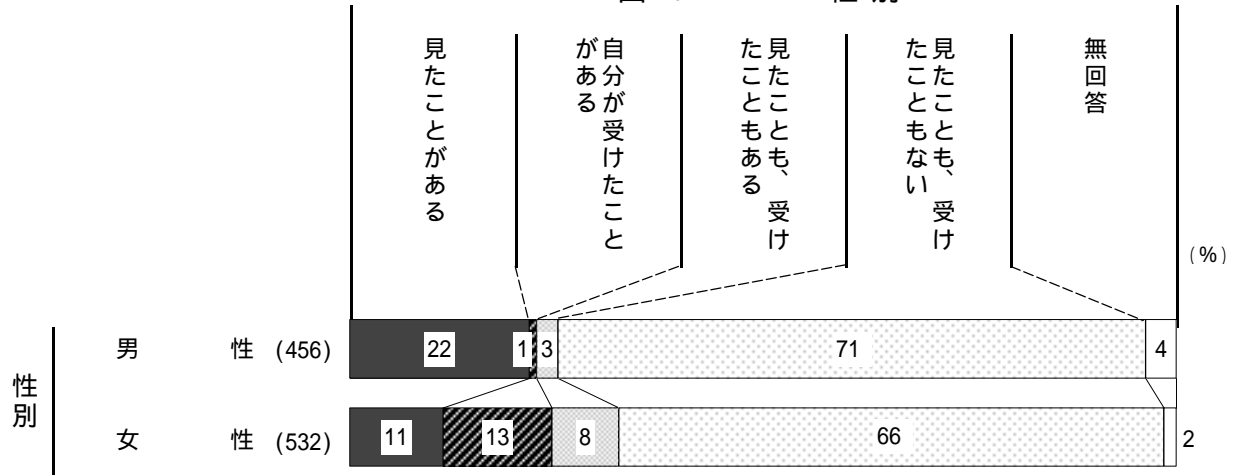 性 別
見たことがある
自分が受けたこと
がある
見たことも、受け
たこともある
見たことも、受け
たこともない
無回答
(%)
性別
男 性 (456) 22 1 3 71 4
女 性 (532) 11 13 8 66 2